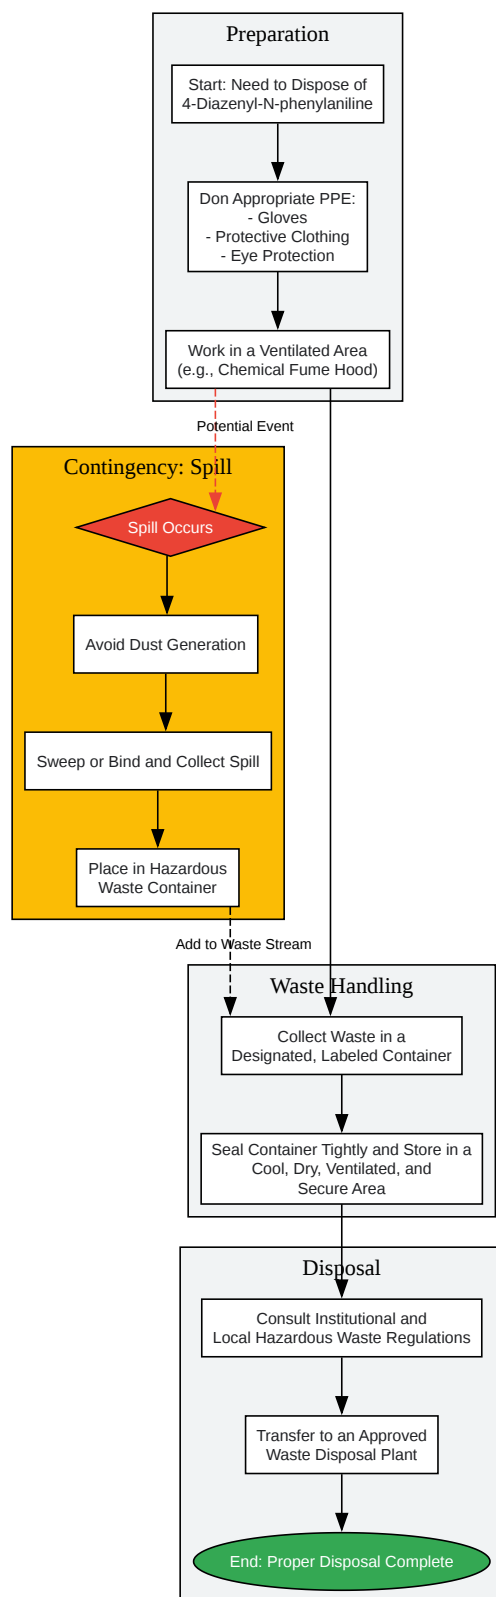 Preparation
Start: Need to Dispose of
4-Diazenyl-N-phenylaniline
Don Appropriate PPE:
- Gloves
- Protective Clothing
- Eye Protection
Work in a Ventilated Area
(e.g., Chemical Fume Hood)
Potential Event
Contingency: Spill
Spill Occurs
Avoid Dust Generation
Sweep or Bind and Collect Spill
Place in Hazardous
Waste Container
Add to Waste Stream
Waste Handling
Collect Waste in a
Designated, Labeled Container
Seal Container Tightly and Store in a
Cool, Dry, Ventilated, and
Secure Area
Disposal
Consult Institutional and
Local Hazardous Waste Regulations
Transfer to an Approved
Waste Disposal Plant
End: Proper Disposal Complete